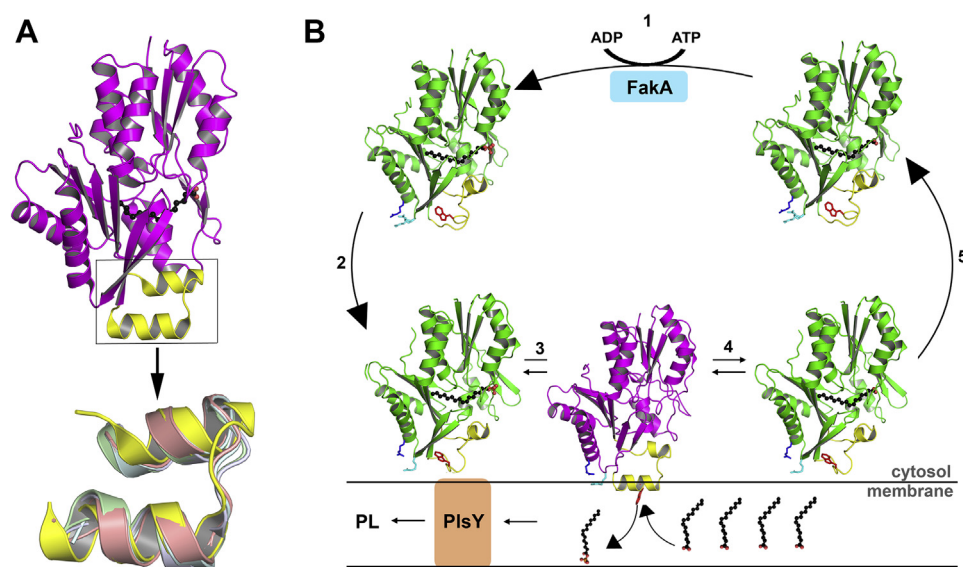 A
B
1
ADP
ATP
FakA
2
5
3
4
cytosol
membrane
PL
PlsY